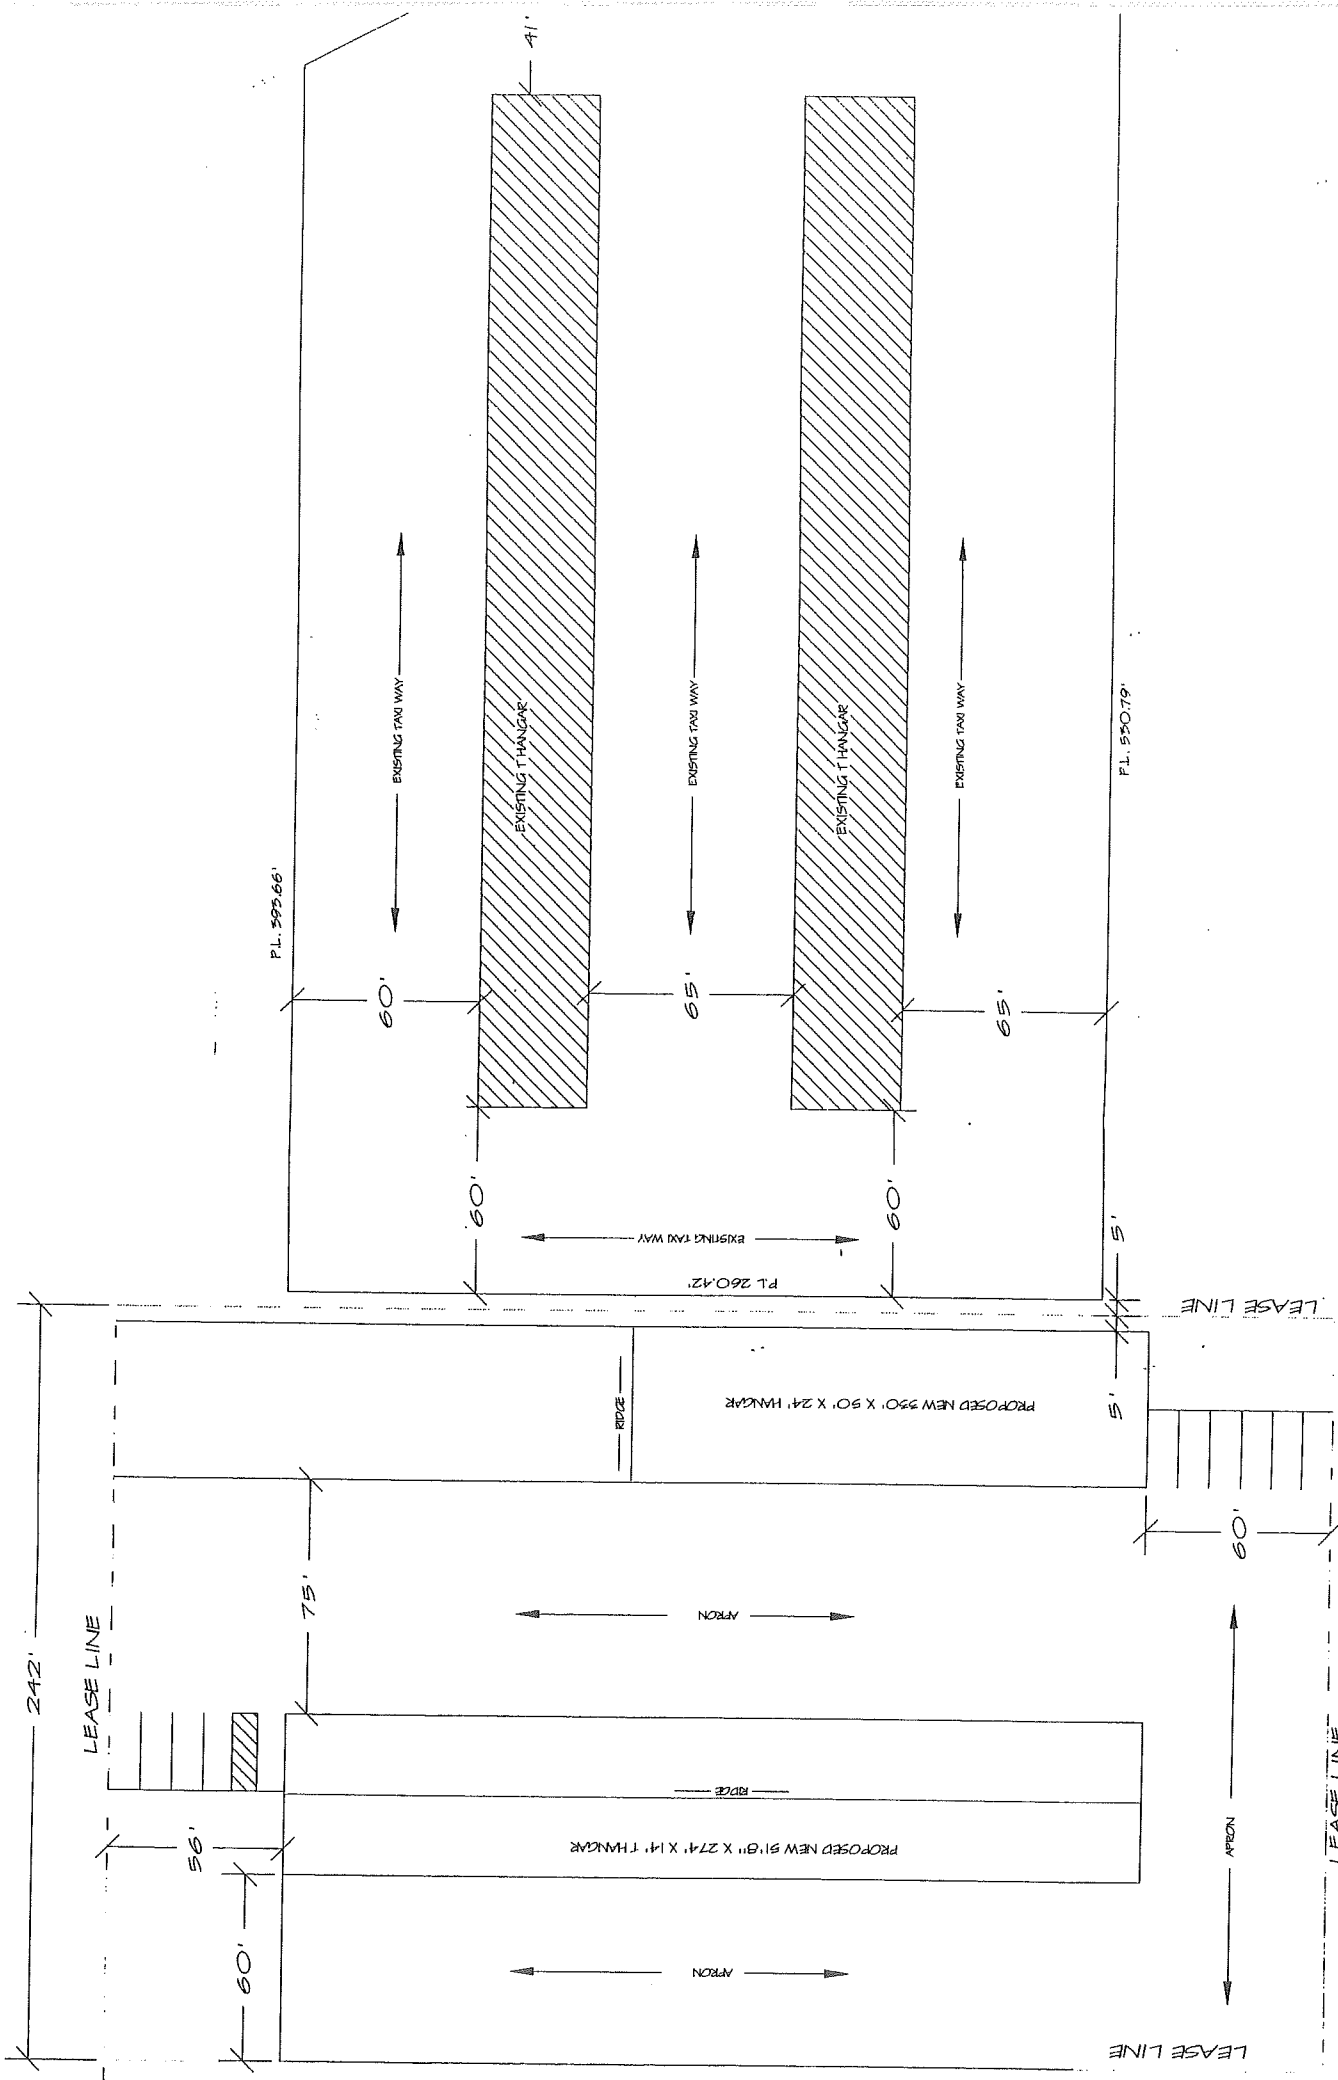 41'
EXISTING TAXI WAY
EXISTING T HANGAR
EXISTING TAXI WAY
EXISTING T HANGAR
EXISTING TAXI WAY
P.L. 593.66'
P.L. 530.79'
60'
65'
65'
60'
60'
EXISTING TAXI WAY
P.L 260.42'
5'
LEASE LINE
242'
RIDGE
PROPOSED NEW 330' X 50' X 24' HANGAR
5'
60'
LEASE LINE
75'
APRON
RIDGE
56'
PROPOSED NEW 51'8" X 274' X 14' T HANGAR
APRON
LEASE LINE
60'
APRON
LEASE LINE